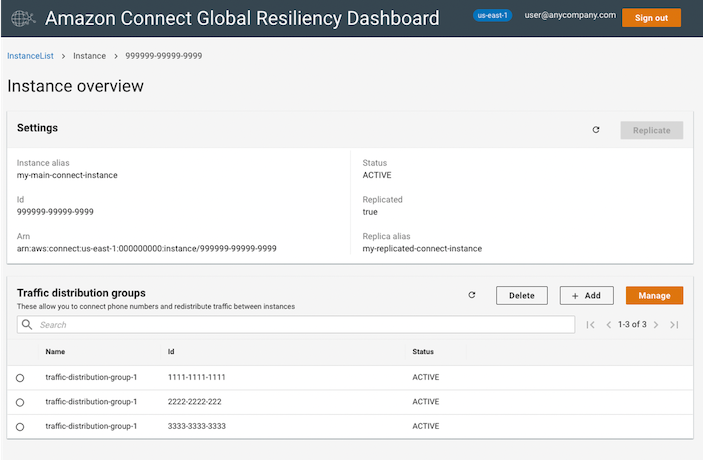 Amazon Connect Global Resiliency Dashboard
us-east-1
user@anycompany.com
Sign out
InstanceList > Instance > 999999-99999-9999
Instance overview
Settings
Replicate
Instance alias
my-main-connect-instance
Status
ACTIVE
Id
999999-99999-9999
Replicated
true
Arn
arn:aws:connect:us-east-1:000000000:instance/999999-99999-9999
Replica alias
my-replicated-connect-instance
Traffic distribution groups
These allow you to connect phone numbers and redistribute traffic between instances
Delete
+ Add
Manage
Search
1-3 of 3
Name Id Status
traffic-distribution-group-1 1111-1111-1111 ACTIVE
traffic-distribution-group-1 2222-2222-222 ACTIVE
traffic-distribution-group-1 3333-3333-3333 ACTIVE